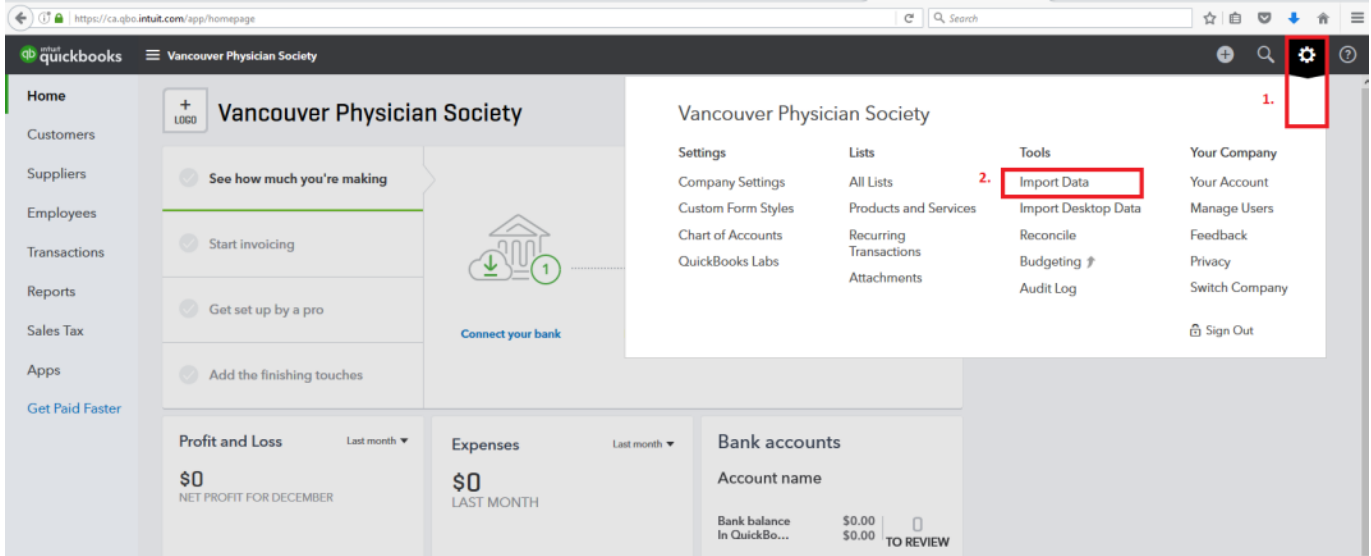 https://ca.qbo.intuit.com/app/homepage
Search
qb intuit quickbooks
Vancouver Physician Society
Home
Customers
Suppliers
Employees
Transactions
Reports
Sales Tax
Apps
Get Paid Faster
+
LOGO
Vancouver Physician Society
See how much you're making
Start invoicing
Get set up by a pro
Add the finishing touches
1
Connect your bank
1.
Vancouver Physician Society
Settings
Company Settings
Custom Form Styles
Chart of Accounts
QuickBooks Labs
Lists
All Lists
Products and Services
Recurring
Transactions
Attachments
Tools
2.
Import Data
Import Desktop Data
Reconcile
Budgeting
Audit Log
Your Company
Your Account
Manage Users
Feedback
Privacy
Switch Company
Sign Out
Profit and Loss Last month
$0
NET PROFIT FOR DECEMBER
Expenses Last month
$0
LAST MONTH
Bank accounts
Account name
Bank balance $0.00
In QuickBo... $0.00
0
TO REVIEW